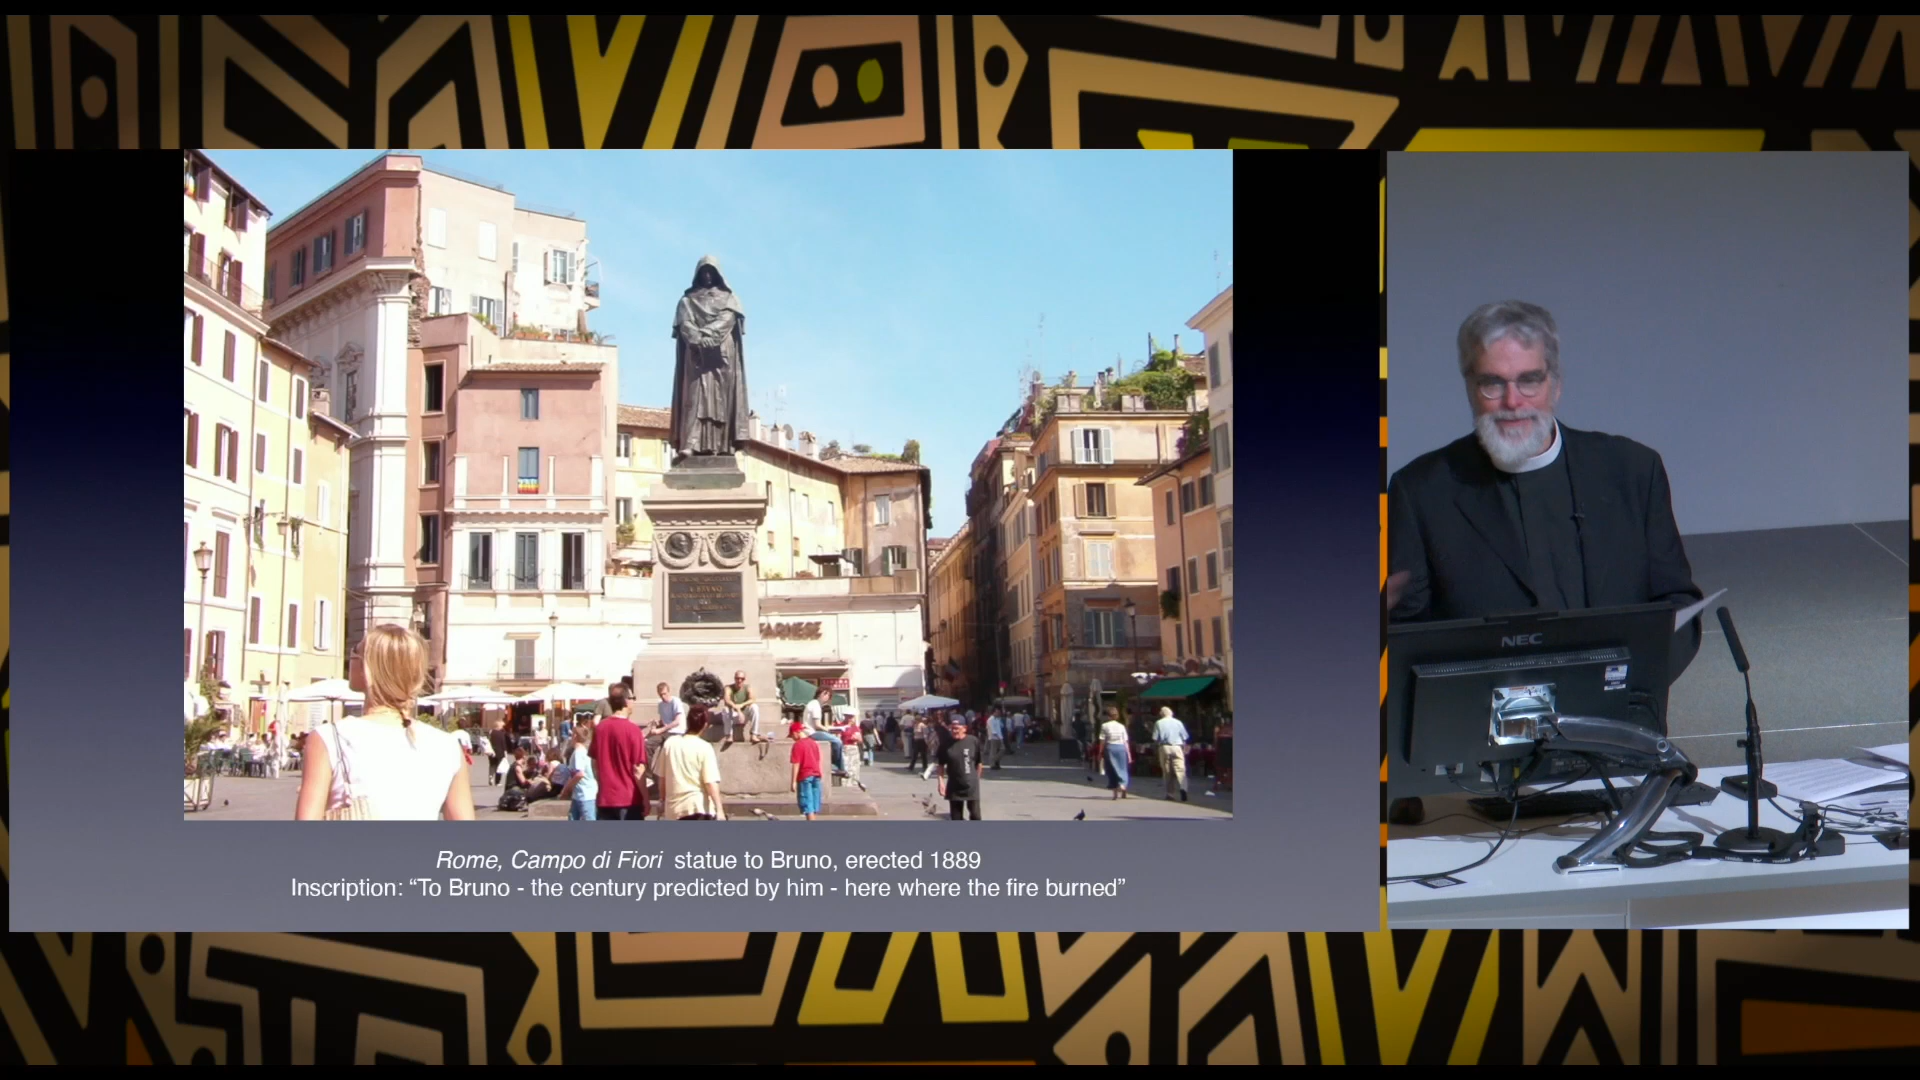 Rome, Campo di Fiori statue to Bruno, erected 1889
Inscription: “To Bruno - the century predicted by him - here where the fire burned”
FARNESE
NEC